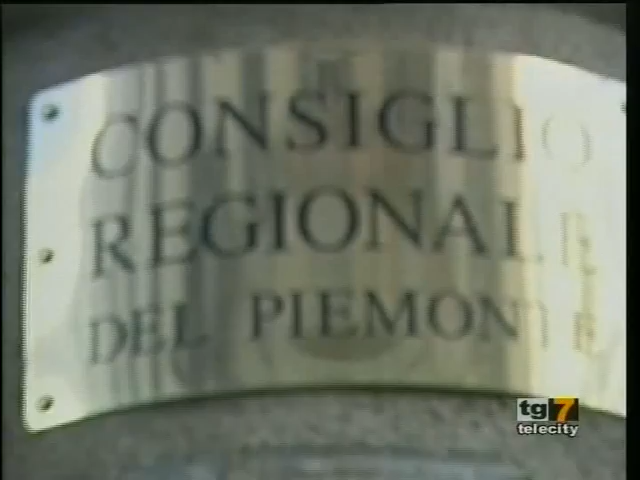 CONSIGLIO
REGIONALE
DEL PIEMONTE
tg7
telecity